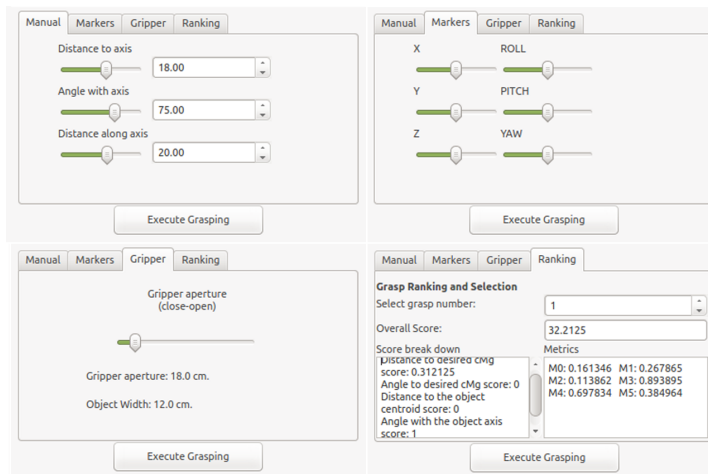 Manual Markers Gripper Ranking
Distance to axis
18.00
Angle with axis
75.00
Distance along axis
20.00
Execute Grasping
Manual Markers Gripper Ranking
X ROLL
Y PITCH
Z YAW
Execute Grasping
Manual Markers Gripper Ranking
Gripper aperture
(close-open)
Gripper aperture: 18.0 cm.
Object Width: 12.0 cm.
Execute Grasping
Manual Markers Gripper Ranking
Grasp Ranking and Selection
Select grasp number: 1
Overall Score: 32.2125
Score break down
Distance to desired cMg
score: 0.312125
Angle to desired cMg score: 0
Distance to the object
centroid score: 0
Angle with the object axis
score: 1
Metrics
M0: 0.161346 M1: 0.267865
M2: 0.113862 M3: 0.893895
M4: 0.697834 M5: 0.384964
Execute Grasping